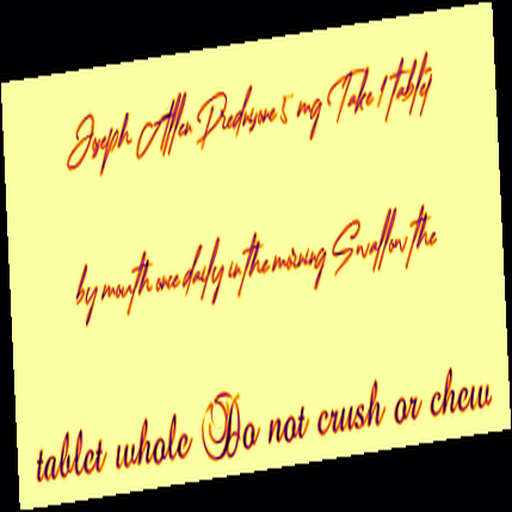 Joseph Allen Prednisone 5 mg Take 1 tablet
by mouth once daily in the morning Swallow the
tablet whole Do not crush or chew